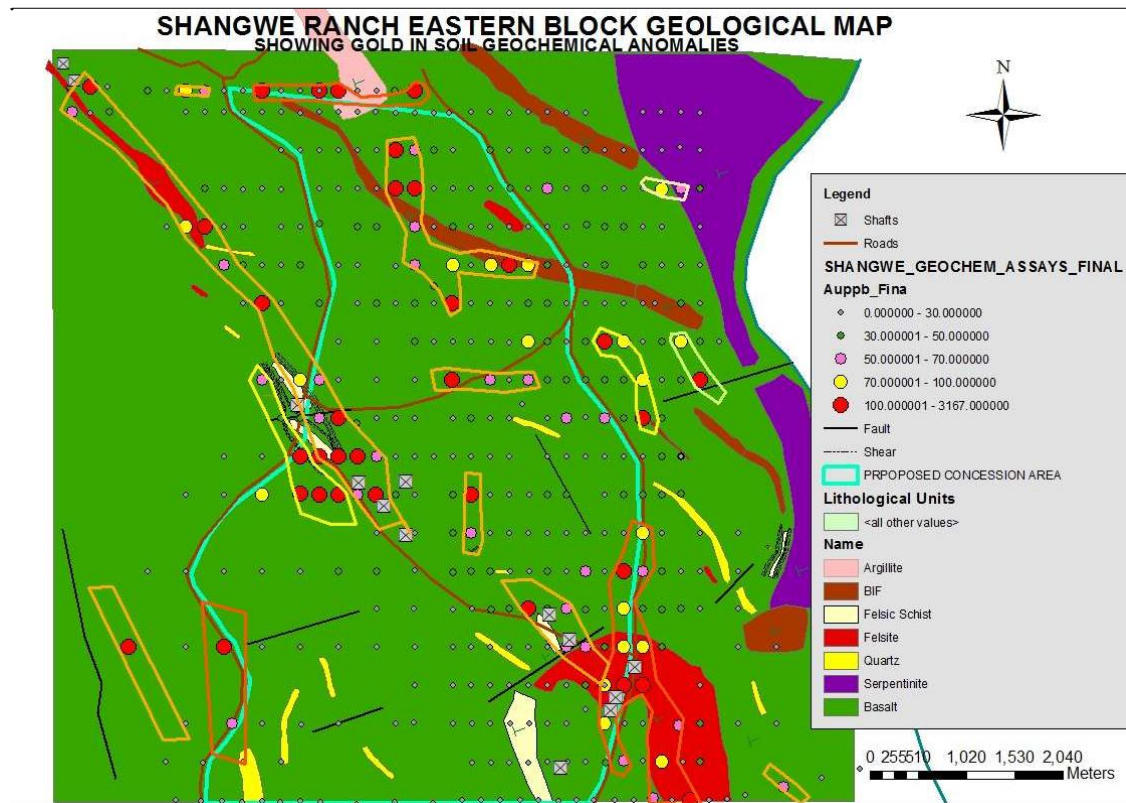 SHANGWE RANCH EASTERN BLOCK GEOLOGICAL MAP
SHOWING GOLD IN SOIL GEOCHEMICAL ANOMALIES
N
Legend
Shafts
Roads
SHANGWE_GEOCHEM_ASSAYS_FINAL
Auppb_Fina
0.000000 - 30.000000
30.000001 - 50.000000
50.000001 - 70.000000
70.000001 - 100.000000
100.000001 - 3167.000000
Fault
Shear
PRPOPOSED CONCESSION AREA
Lithological Units
<all other values>
Name
Argillite
BIF
Felsic Schist
Felsite
Quartz
Serpentinite
Basalt
0 255510 1,020 1,530 2,040
Meters